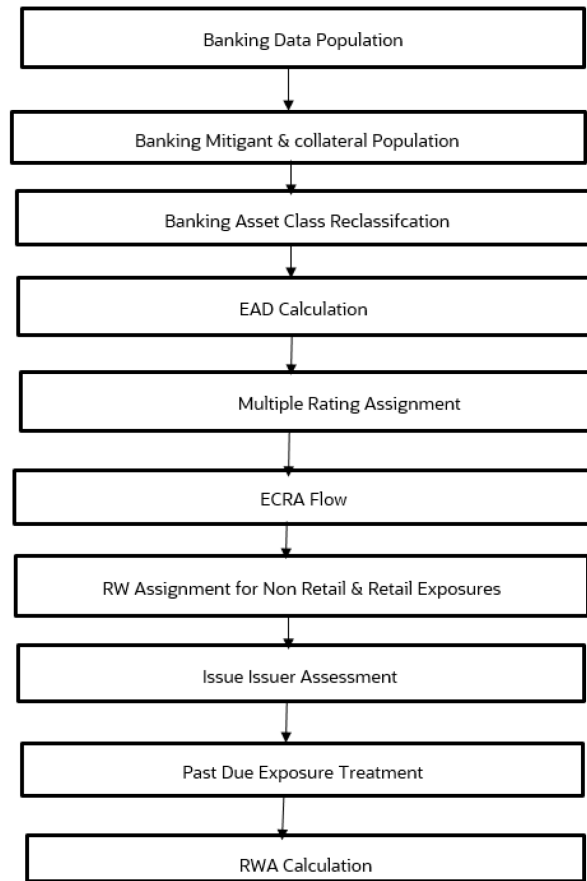 Banking Data Population
Banking Mitigant & collateral Population
Banking Asset Class Reclassifcation
EAD Calculation
Multiple Rating Assignment
ECRA Flow
RW Assignment for Non Retail & Retail Exposures
Issue Issuer Assessment
Past Due Exposure Treatment
RWA Calculation